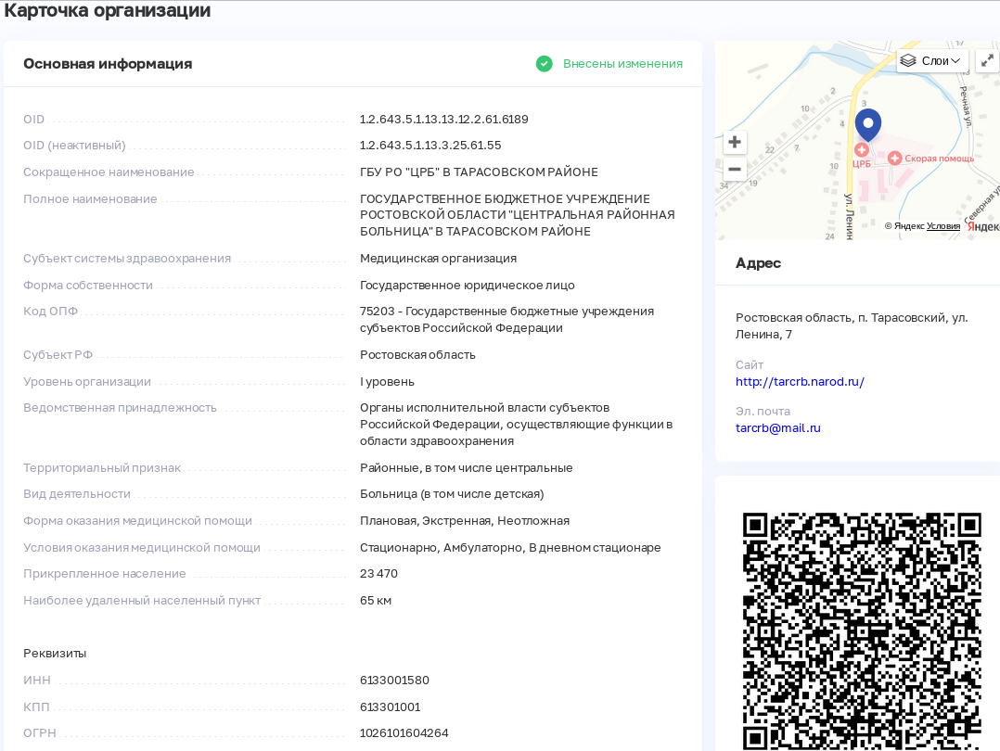 Карточка организации
Основная информация
Внесены изменения
OID 1.2.643.5.1.13.13.12.2.61.6189
OID (неактивный) 1.2.643.5.1.13.3.25.61.55
Сокращенное наименование ГБУ РО "ЦРБ" В ТАРАСОВСКОМ РАЙОНЕ
Полное наименование ГОСУДАРСТВЕННОЕ БЮДЖЕТНОЕ УЧРЕЖДЕНИЕ
РОСТОВСКОЙ ОБЛАСТИ "ЦЕНТРАЛЬНАЯ РАЙОННАЯ
БОЛЬНИЦА" В ТАРАСОВСКОМ РАЙОНЕ
Субъект системы здравоохранения Медицинская организация
Форма собственности Государственное юридическое лицо
Код ОПФ 75203 - Государственные бюджетные учреждения
субъектов Российской Федерации
Субъект РФ Ростовская область
Уровень организации I уровень
Ведомственная принадлежность Органы исполнительной власти субъектов
Российской Федерации, осуществляющие функции в
области здравоохранения
Территориальный признак Районные, в том числе центральные
Вид деятельности Больница (в том числе детская)
Форма оказания медицинской помощи Плановая, Экстренная, Неотложная
Условия оказания медицинской помощи Стационарно, Амбулаторно, В дневном стационаре
Прикрепленное население 23 470
Наиболее удаленный населенный пункт 65 км
Реквизиты
ИНН 6133001580
КПП 613301001
ОГРН 1026101604264
17
Слои
13
Речная ул.
2
3
10
4
22
7
10
34
19
ЦРБ
Скорая помощь
ул. Ленин
Северная у
24
© Яндекс Условия
Яндекс
Адрес
Ростовская область, п. Тарасовский, ул.
Ленина, 7
Сайт
http://tarcrb.narod.ru/
Эл. почта
tarcrb@mail.ru